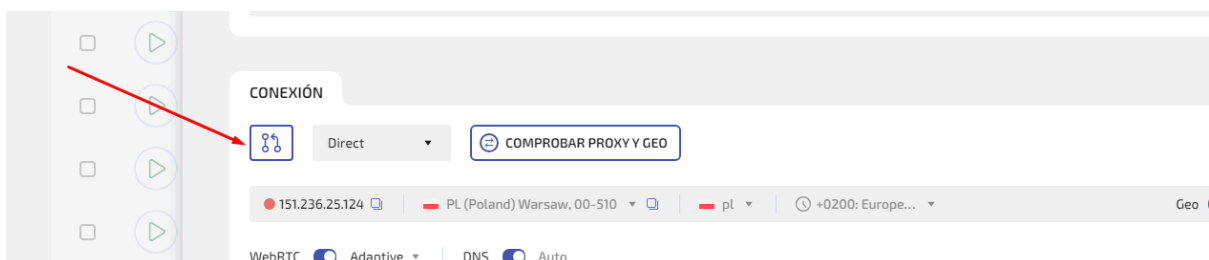 CONEXIÓN
Direct
COMPROBAR PROXY Y GEO
151.236.25.124 PL (Poland) Warsaw, 00-510 pl +0200: Europe... Geo
WebRTC Adaptive DNS Auto